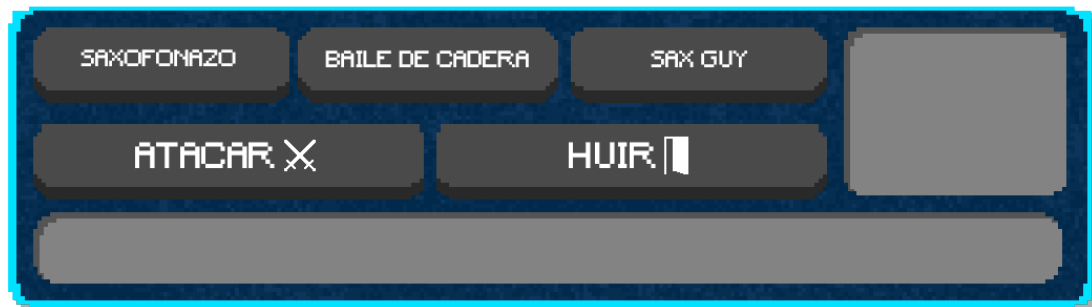 SAXOFONAZO
BAILE DE CADERA
SAX GUY
ATACAR
HUIR